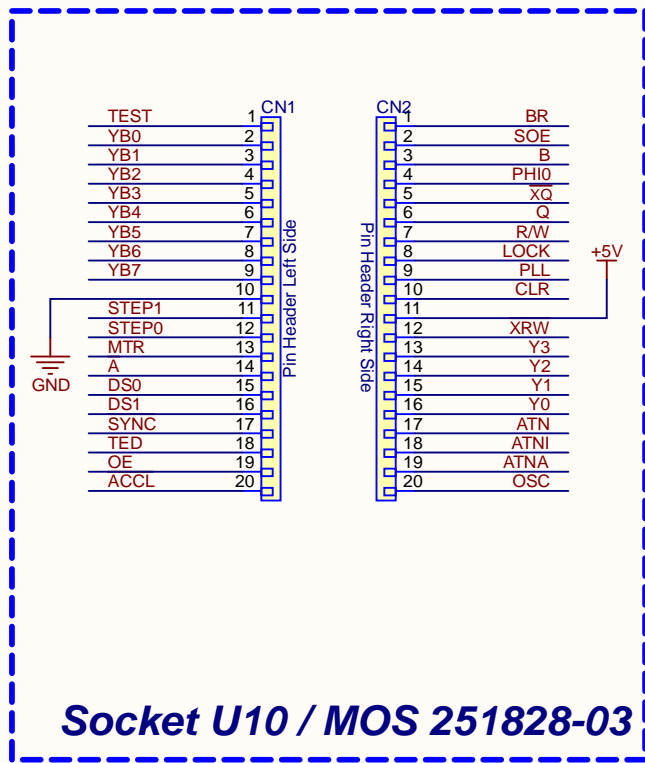 CN1
TEST 1
YB0 2
YB1 3
YB2 4
YB3 5
YB4 6
YB5 7
YB6 8
YB7 9
10
STEP1 11
STEP0 12
MTR 13
A 14
DS0 15
DS1 16
SYNC 17
TED 18
OE 19
ACCL 20
GND
Pin Header Left Side
CN2
1 BR
2 SOE
3 B
4 PHI0
5 X̅Q̅
6 Q
7 R/W
8 LOCK
9 PLL
10 CLR
11
12 XRW
13 Y3
14 Y2
15 Y1
16 Y0
17 ATN
18 ATNI
19 ATNA
20 OSC
+5V
Pin Header Right Side
Socket U10 / MOS 251828-03